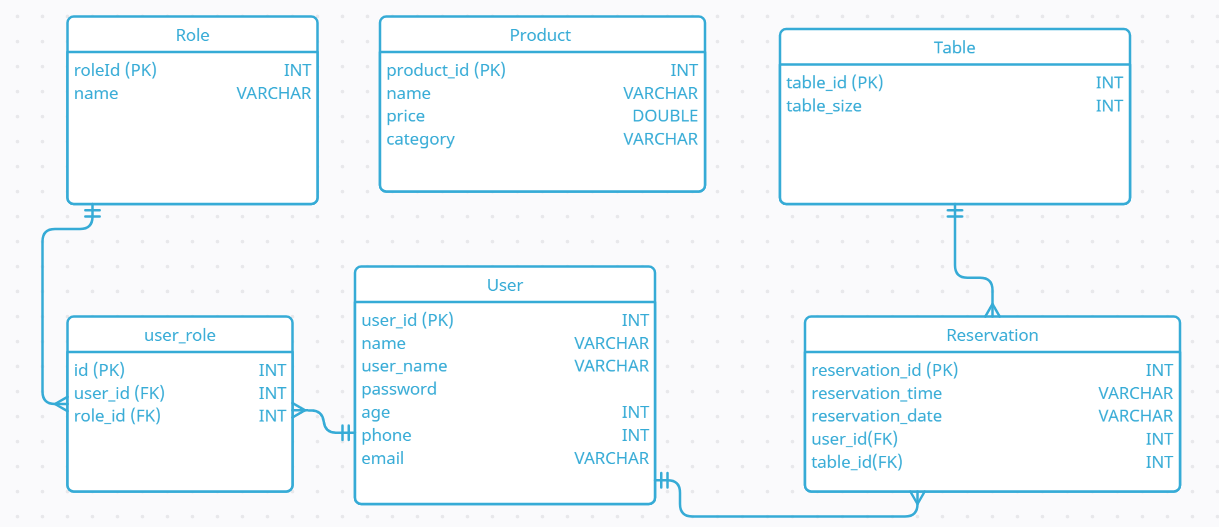 Role
roleId (PK) INT
name VARCHAR
Product
product_id (PK) INT
name VARCHAR
price DOUBLE
category VARCHAR
Table
table_id (PK) INT
table_size INT
user_role
id (PK) INT
user_id (FK) INT
role_id (FK) INT
User
user_id (PK) INT
name VARCHAR
user_name VARCHAR
password
age INT
phone INT
email VARCHAR
Reservation
reservation_id (PK) INT
reservation_time VARCHAR
reservation_date VARCHAR
user_id(FK) INT
table_id(FK) INT